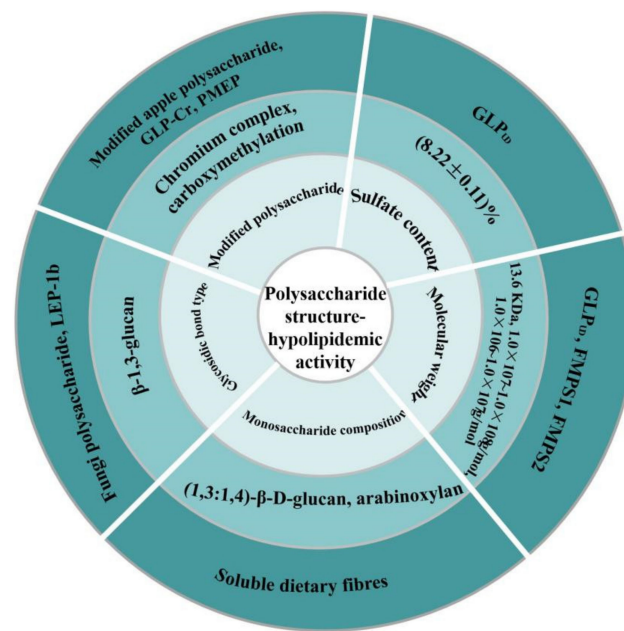 Polysaccharide
structure-
hypolipidemic
activity
Modified polysaccharide
Chromium complex,
carboxymethylation
Modified apple polysaccharide,
GLP-Cr, PMEP
Sulfate content
(8.22±0.11)%
GLPtp
Molecular weight
13.6 KDa, 1.0×107-1.0×108g/mol,
1.0×106-1.0×107g/mol
GLPtp, FMPS1, FMPS2
Monosaccharide composition
(1,3:1,4)-β-D-glucan, arabinoxylan
Soluble dietary fibres
Glycosidic bond type
β-1,3-glucan
Fungi polysaccharide, LEP-1b